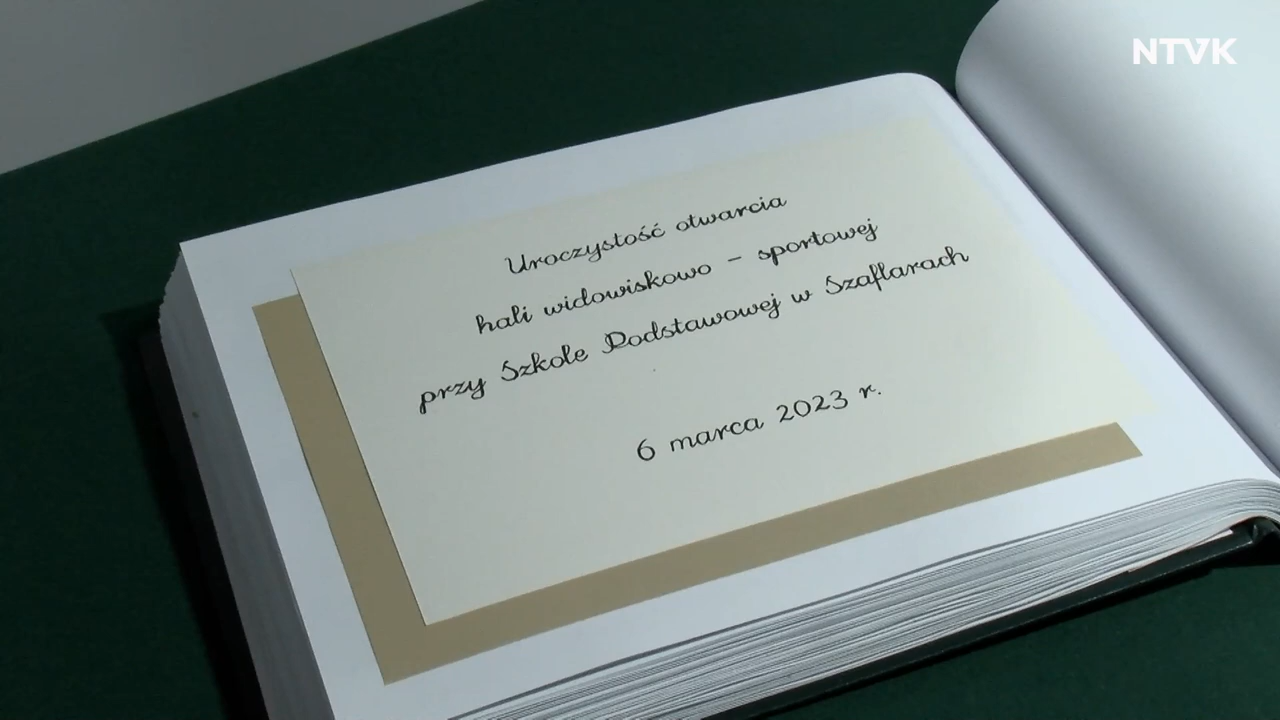 NTVK
Uroczystość otwarcia
hali widowiskowo – sportowej
przy Szkole Podstawowej w Szaflarach
6 marca 2023 r.